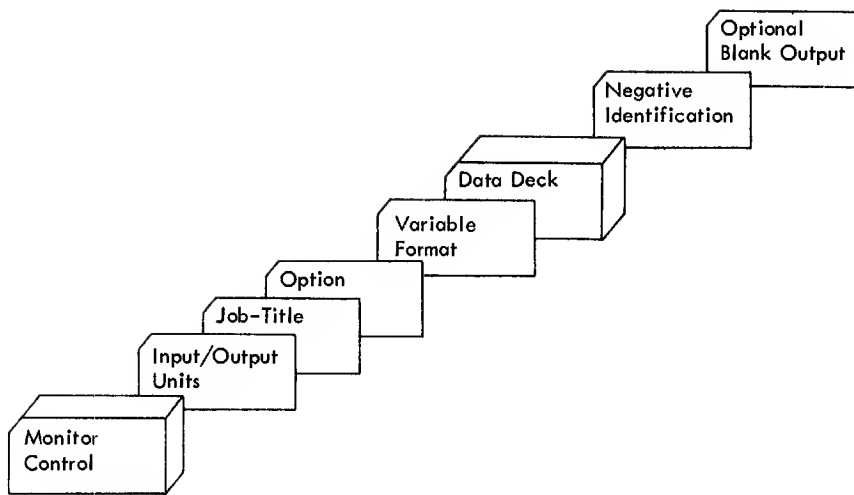 Optional
Blank Output
Negative
Identification
Data Deck
Variable
Format
Option
Job-Title
Input/Output
Units
Monitor
Control